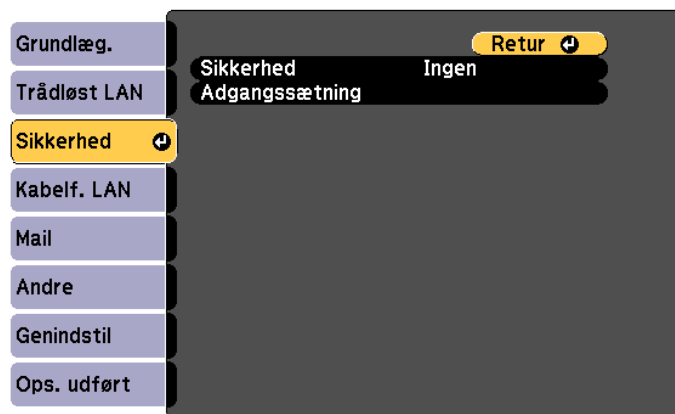 Grundlæg.
Trådløst LAN
Sikkerhed
Kabelf. LAN
Mail
Andre
Genindstil
Ops. udført
Retur
Sikkerhed Ingen
Adgangssætning